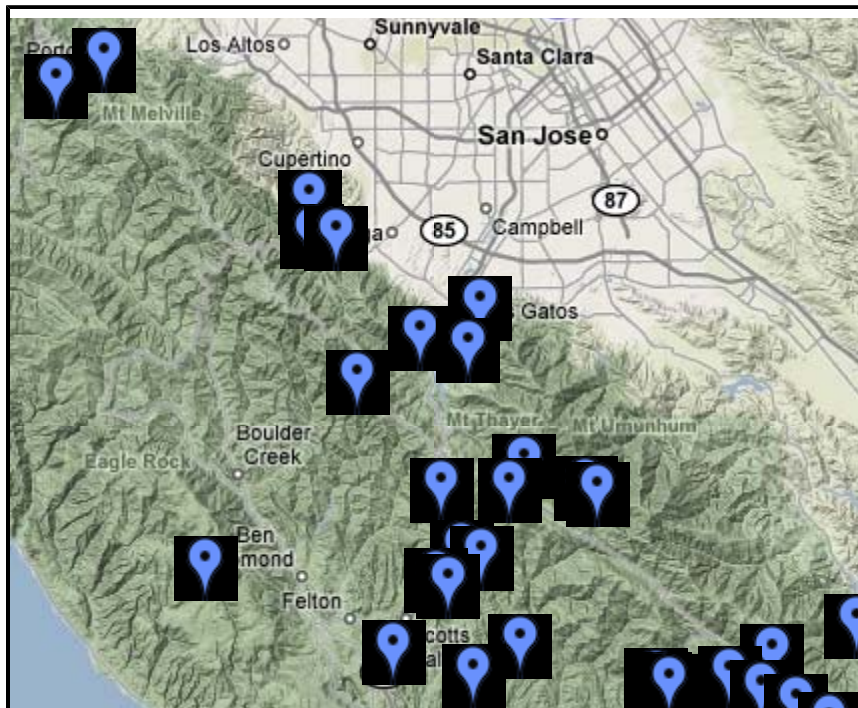 Sunnyvale
Los Altos
Santa Clara
Mt Melville
San Jose
Cupertino
87
85
Campbell
Gatos
Mt Thayer
Mt Umunhum
Boulder
Creek
Eagle Rock
Ben
mond
Felton
cotts